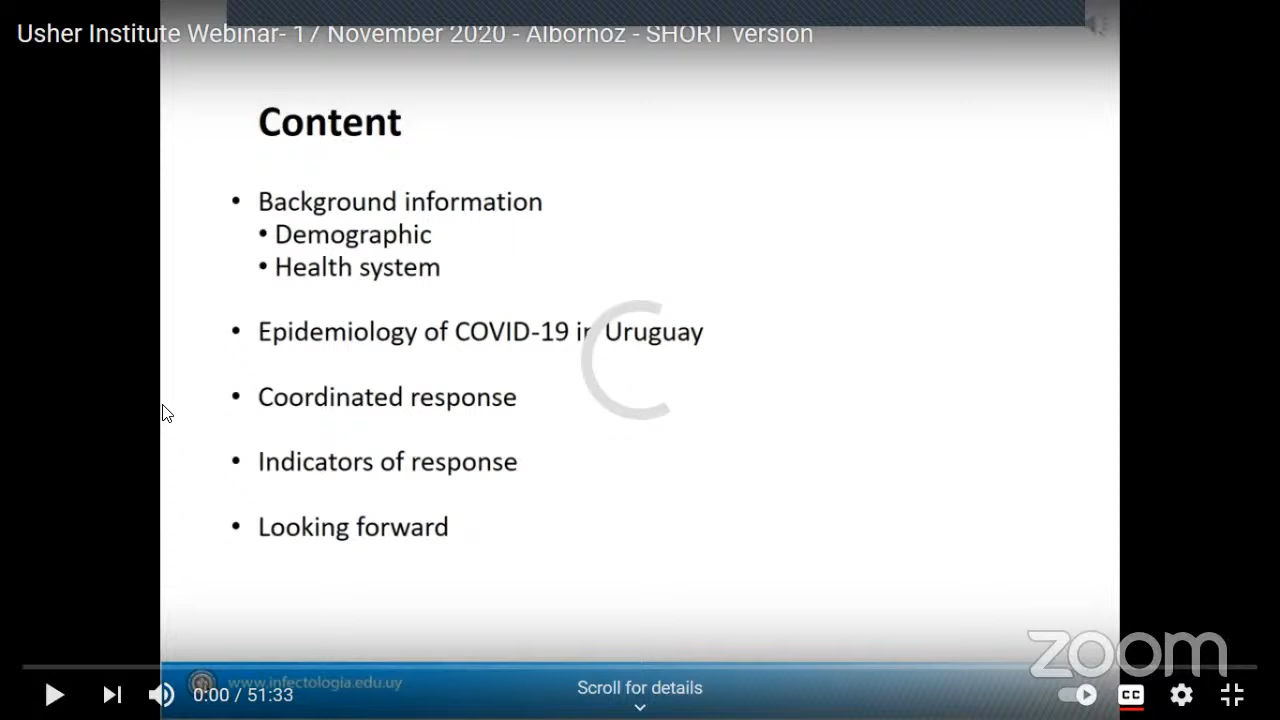 Usher Institute Webinar- 17 November 2020 - Albornoz - SHORT version
Content
• Background information
• Demographic
• Health system
• Epidemiology of COVID-19 in Uruguay
• Coordinated response
• Indicators of response
• Looking forward
zoom
www.infectologia.edu.uy
0:00 / 51:33
Scroll for details
CC